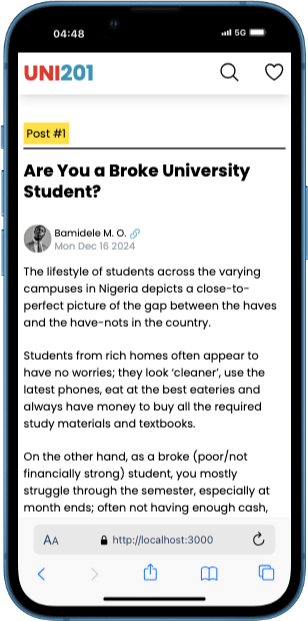 04:48
5G
UNI201
Post #1
Are You a Broke University
Student?
Bamidele M. O.
Mon Dec 16 2024
The lifestyle of students across the varying
campuses in Nigeria depicts a close-to-
perfect picture of the gap between the haves
and the have-nots in the country.
Students from rich homes often appear to
have no worries; they look ‘cleaner’, use the
latest phones, eat at the best eateries and
always have money to buy all the required
study materials and textbooks.
On the other hand, as a broke (poor/not
financially strong) student, you mostly
struggle through the semester, especially at
month ends; often not having enough cash,
AA http://localhost:3000